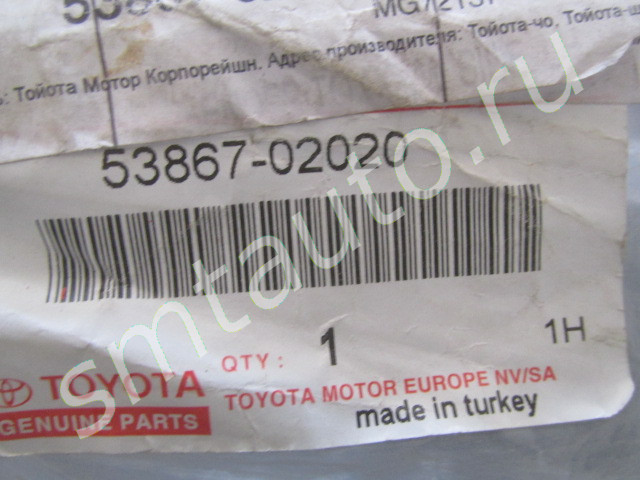 ь: Тойота Мотор Корпорейшн. Адрес производителя: Тойота-чо, Тойота-ш
53867-02020
QTY: 1
1H
TOYOTA
GENUINE PARTS
TOYOTA MOTOR EUROPE NV/SA
made in turkey
smtauto.ru